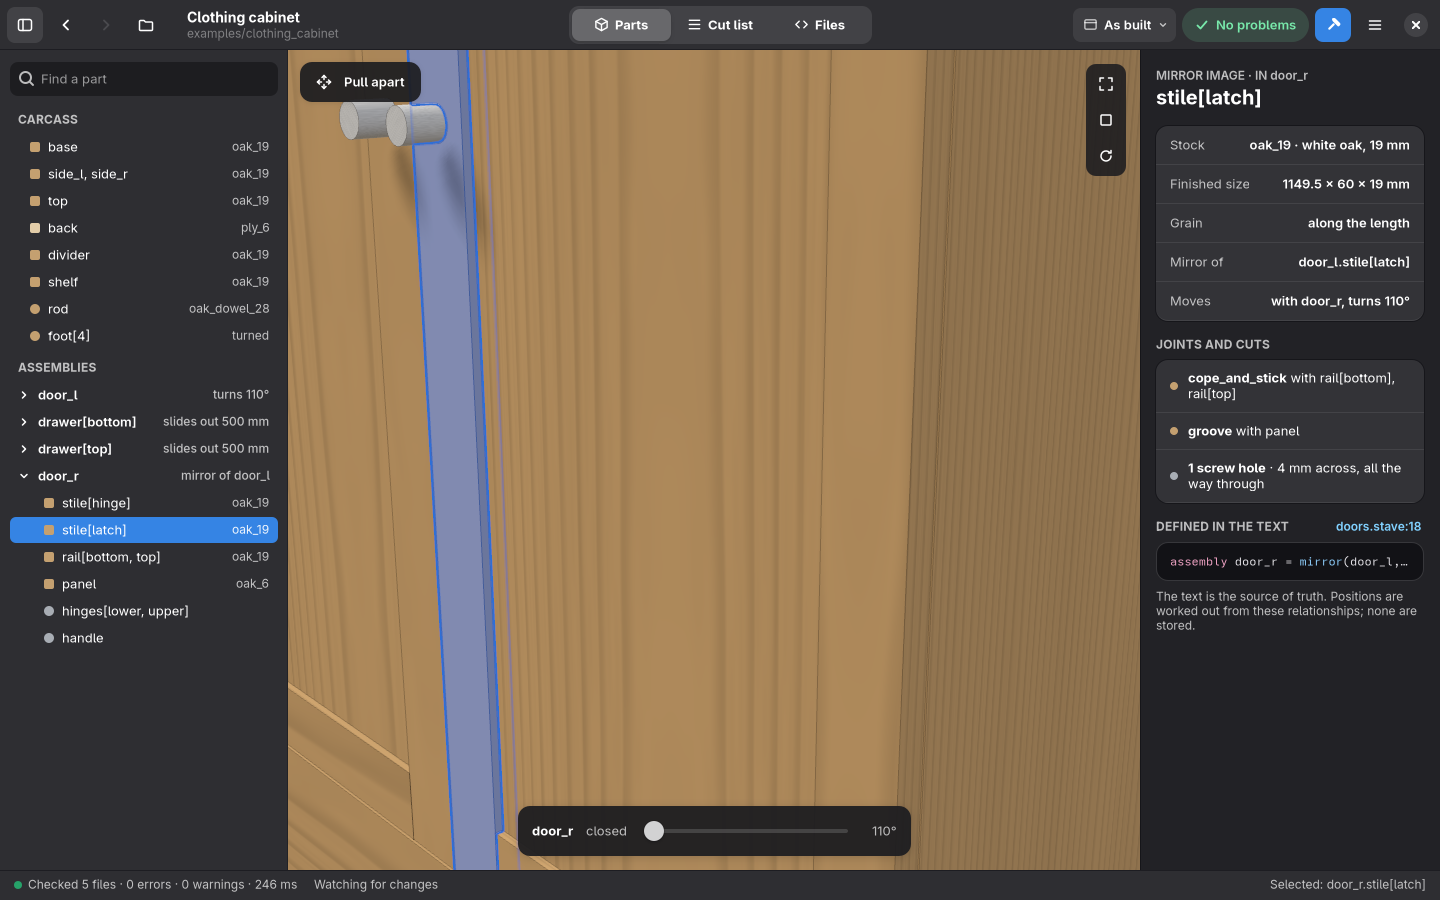 Clothing cabinet
examples/clothing_cabinet
Parts
Cut list
Files
As built
No problems
Find a part
CARCASS
base oak_19
side_l, side_r oak_19
top oak_19
back ply_6
divider oak_19
shelf oak_19
rod oak_dowel_28
foot[4] turned
ASSEMBLIES
door_l turns 110°
drawer[bottom] slides out 500 mm
drawer[top] slides out 500 mm
door_r mirror of door_l
stile[hinge] oak_19
stile[latch] oak_19
rail[bottom, top] oak_19
panel oak_6
hinges[lower, upper]
handle
Pull apart
door_r closed 110°
MIRROR IMAGE · IN door_r
stile[latch]
Stock oak_19 · white oak, 19 mm
Finished size 1149.5 × 60 × 19 mm
Grain along the length
Mirror of door_l.stile[latch]
Moves with door_r, turns 110°
JOINTS AND CUTS
cope_and_stick with rail[bottom],
rail[top]
groove with panel
1 screw hole · 4 mm across, all the
way through
DEFINED IN THE TEXT doors.stave:18
assembly door_r = mirror(door_l,…
The text is the source of truth. Positions are
worked out from these relationships; none are
stored.
Checked 5 files · 0 errors · 0 warnings · 246 ms
Watching for changes
Selected: door_r.stile[latch]